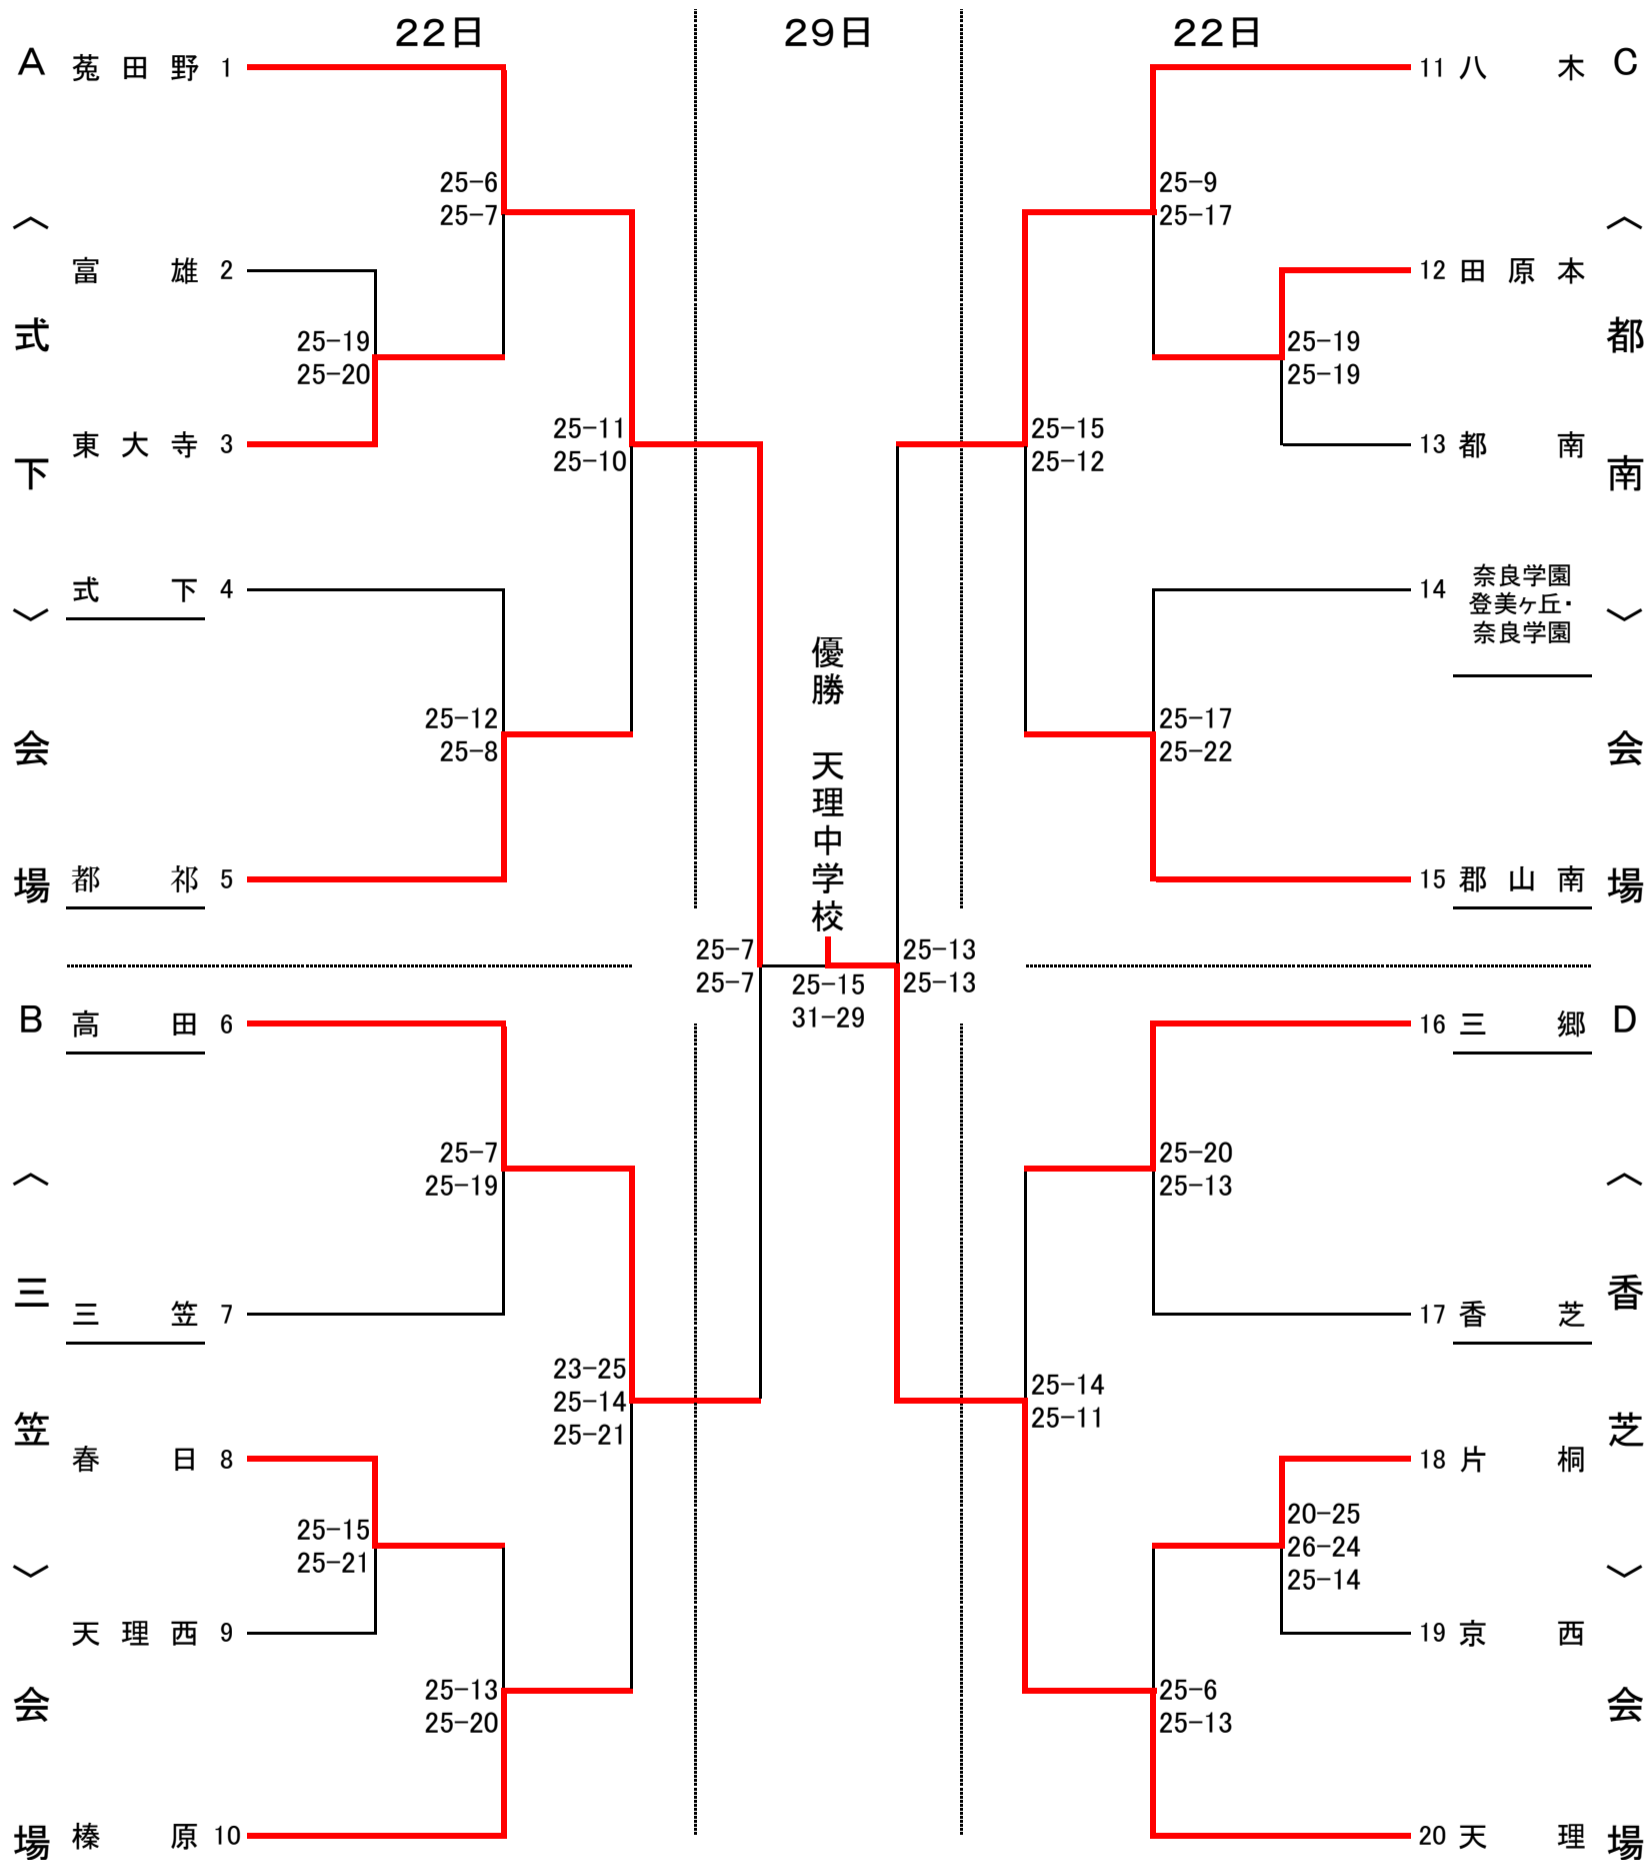 22日
29日
22日
A
〈式下〉会場
菟田野 1
富雄 2
東大寺 3
式下 4
都祁 5
25-6
25-7
25-19
25-20
25-11
25-10
25-12
25-8
B
〈三笠〉会場
高田 6
三笠 7
春日 8
天理西 9
榛原 10
25-7
25-19
23-25
25-14
25-21
25-15
25-21
25-13
25-20
25-7
25-7
優勝 天理中学校
25-15
31-29
25-13
25-13
C
〈都南〉会場
11 八木
12 田原本
13 都南
14 奈良学園
登美ヶ丘・
奈良学園
15 郡山南
25-9
25-17
25-19
25-19
25-15
25-12
25-17
25-22
D
〈香芝〉会場
16 三郷
17 香芝
18 片桐
19 京西
20 天理
25-20
25-13
25-14
25-11
20-25
26-24
25-14
25-6
25-13